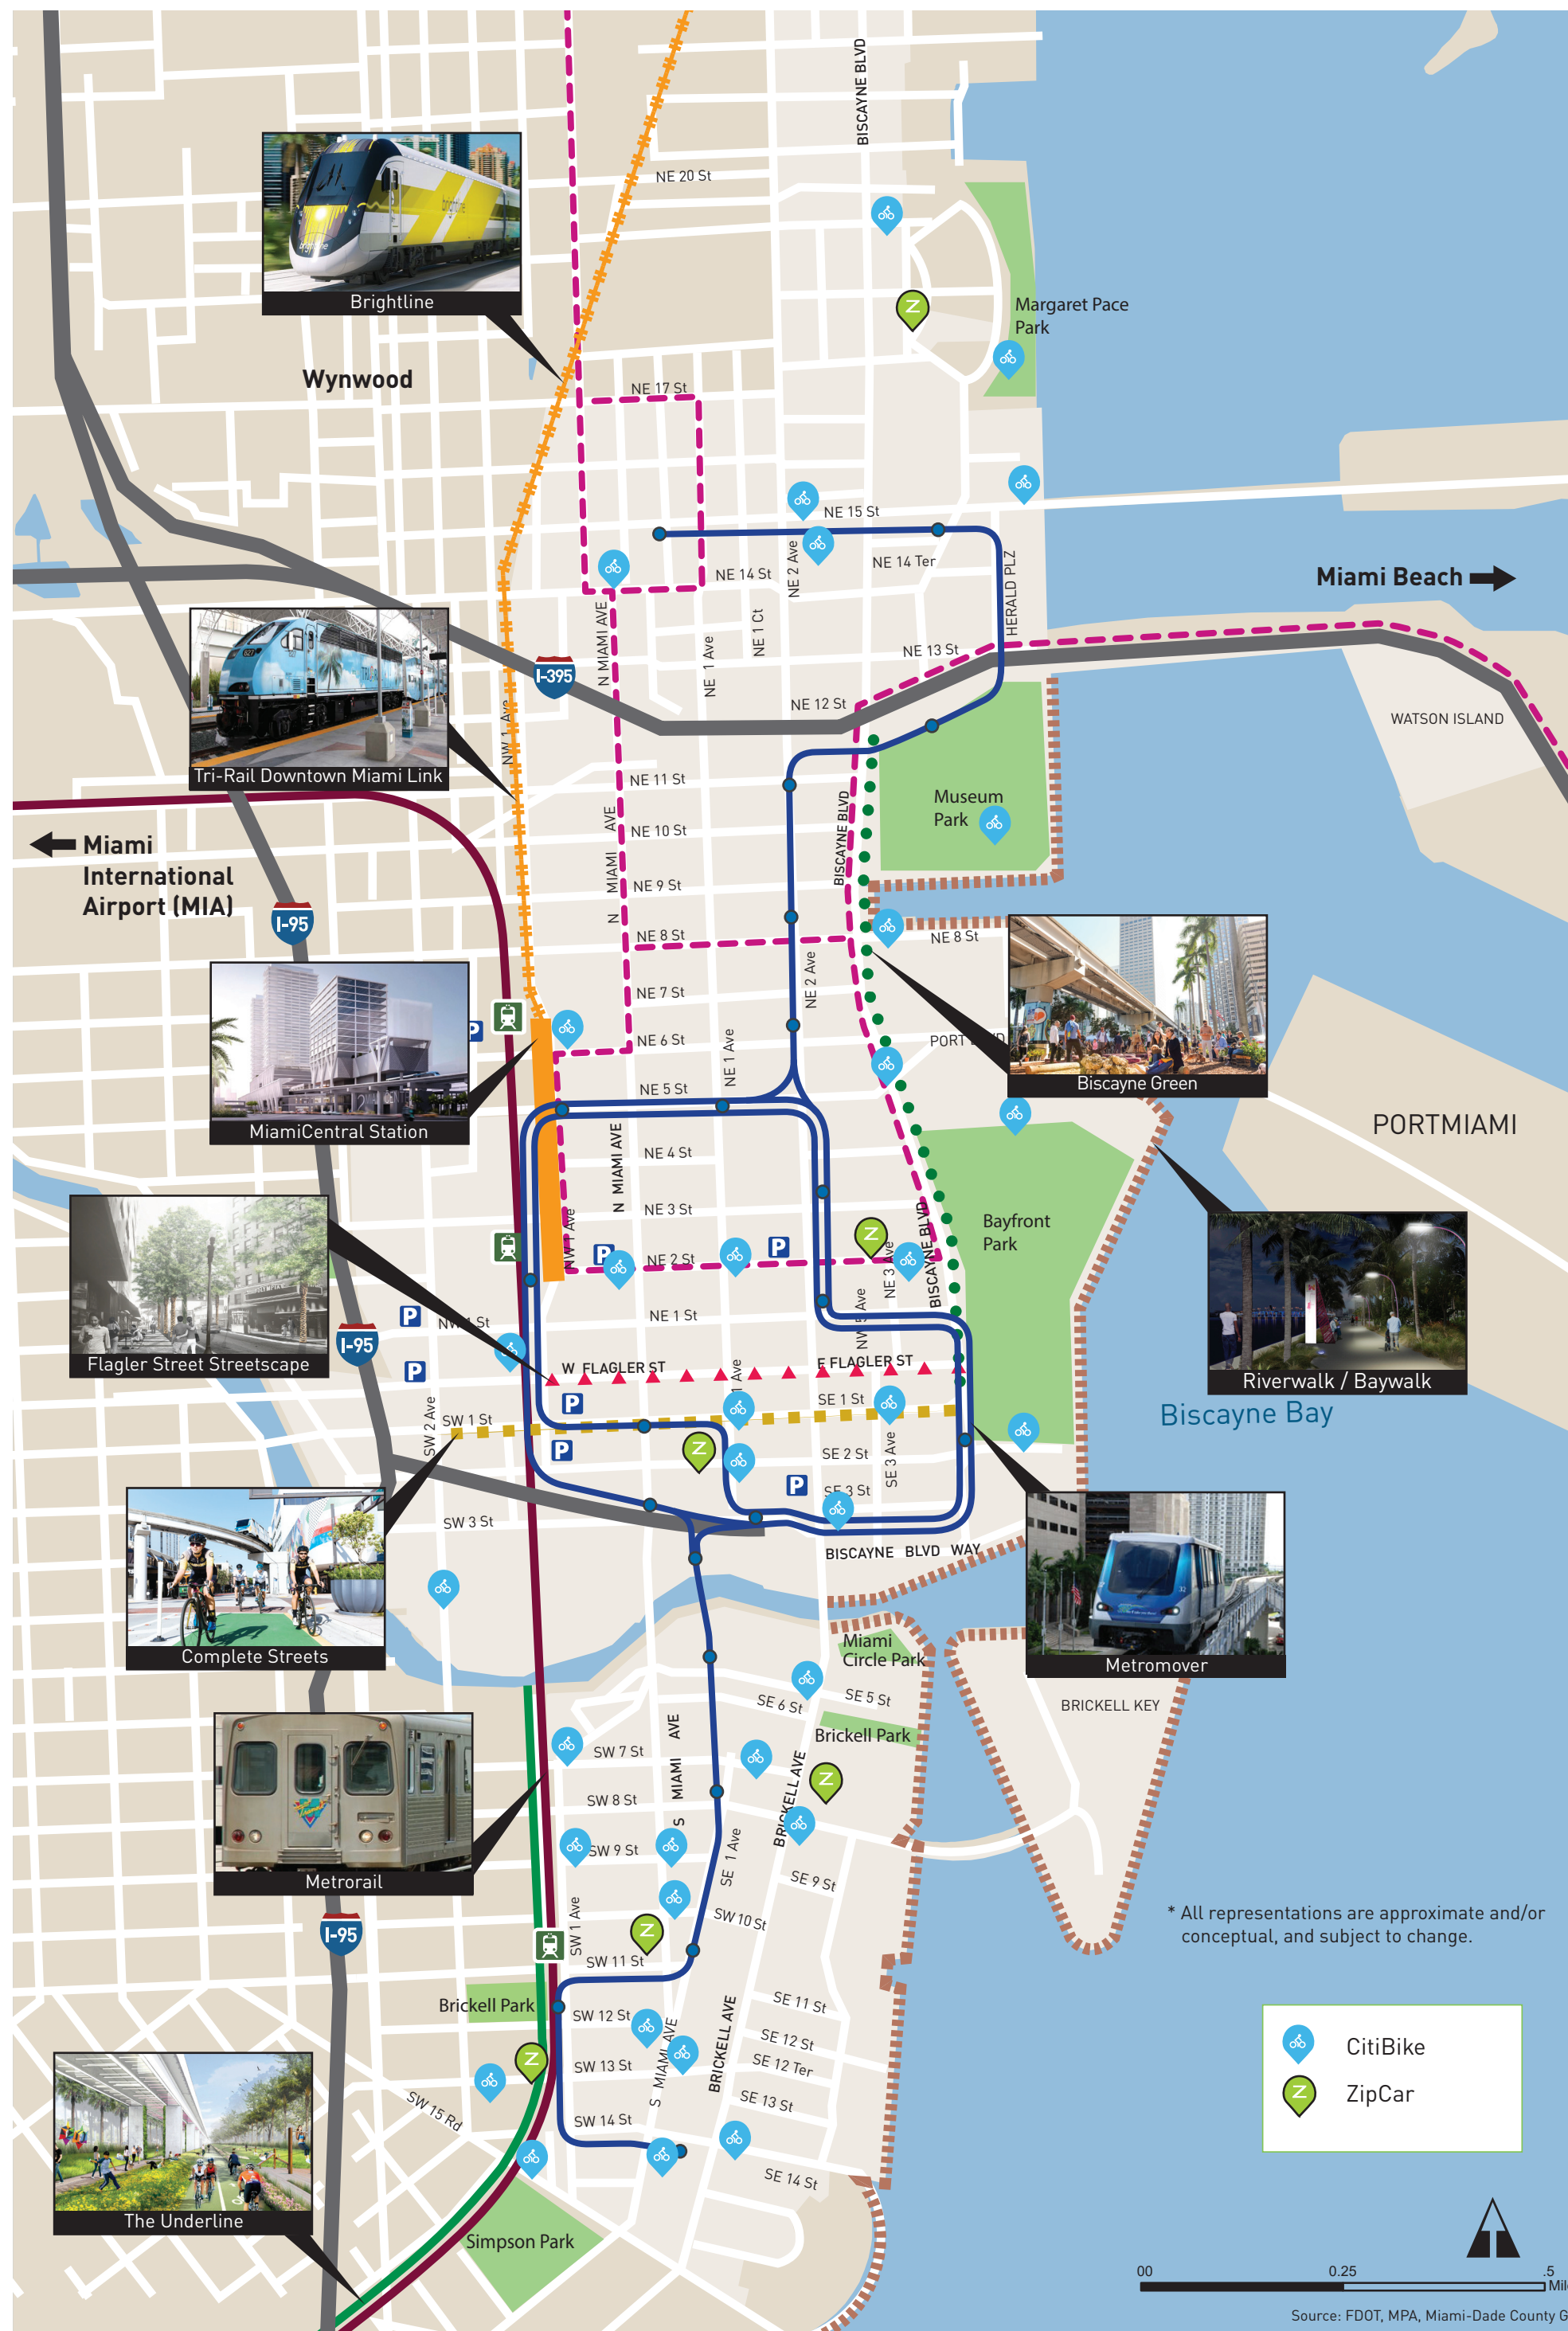 BISCAYNE BLVD
NE 20 St
Brightline
Margaret Pace
Park
Wynwood
NE 17 St
NE 15 St
NE 14 Ter
NE 2 Ave
NE 14 St
HERALD PLZ
Miami Beach
N MIAMI AVE
NE 1 Ct
NE 1 Ave
NE 13 St
I-395
NE 12 St
WATSON ISLAND
NW 1 Ave
Tri-Rail Downtown Miami Link
NE 11 St
Museum
Park
BISCAYNE BLVD
N MIAMI AVE
NE 10 St
Miami
International
Airport (MIA)
NE 9 St
I-95
NE 8 St
NE 8 St
NE 2 Ave
NE 7 St
P
NE 6 St
NE 1 Ave
PORT
Biscayne Green
NE 5 St
MiamiCentral Station
PORTMIAMI
N MIAMI AVE
NE 4 St
NE 3 St
NW 1 Ave
Bayfront
Park
BISCAYNE BLVD
NE 3 Ave
P
NE 2 St
P
P
NW 1 St
NE 1 St
I-95
Flagler Street Streetscape
P
W FLAGLER ST
E FLAGLER ST
Riverwalk / Baywalk
Biscayne Bay
P
1 Ave
SE 1 St
SW 2 Ave
SW 1 St
P
SE 2 St
SE 3 Ave
P
SE 3 St
SW 3 St
BISCAYNE BLVD WAY
Complete Streets
Metromover
Miami
Circle Park
SE 6 St
SE 5 St
BRICKELL KEY
Brickell Park
S MIAMI AVE
SW 7 St
BRICKELL AVE
SW 8 St
SW 9 St
SE 1 Ave
SE 9 St
Metrorail
SW 10 St
I-95
SW 1 Ave
SW 11 St
* All representations are approximate and/or
conceptual, and subject to change.
Brickell Park
SW 12 St
SE 11 St
S MIAMI AVE
BRICKELL AVE
SE 12 St
SE 12 Ter
SW 13 St
SE 13 St
SW 15 Rd
SW 14 St
SE 14 St
CitiBike
ZipCar
The Underline
Simpson Park
00 0.25 .5
Source: FDOT, MPA, Miami-Dade County